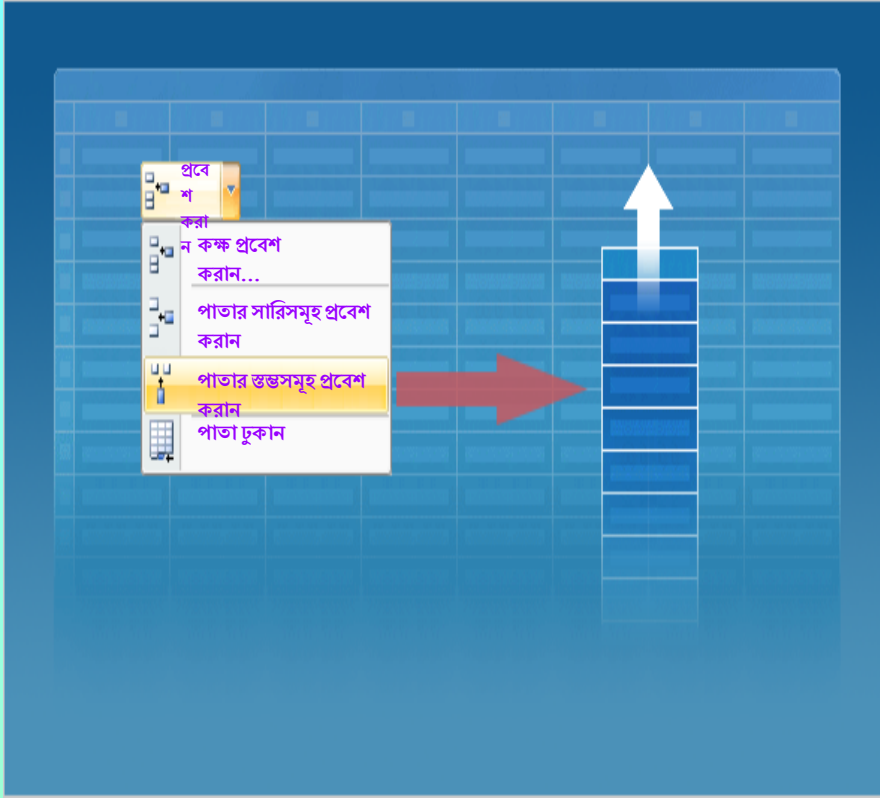 প্রবে
শ
করা
ন
কক্ষ প্রবেশ
করান...
পাতার সারিসমূহ প্রবেশ
করান
পাতার স্তম্ভসমূহ প্রবেশ
করান
পাতা ঢুকান